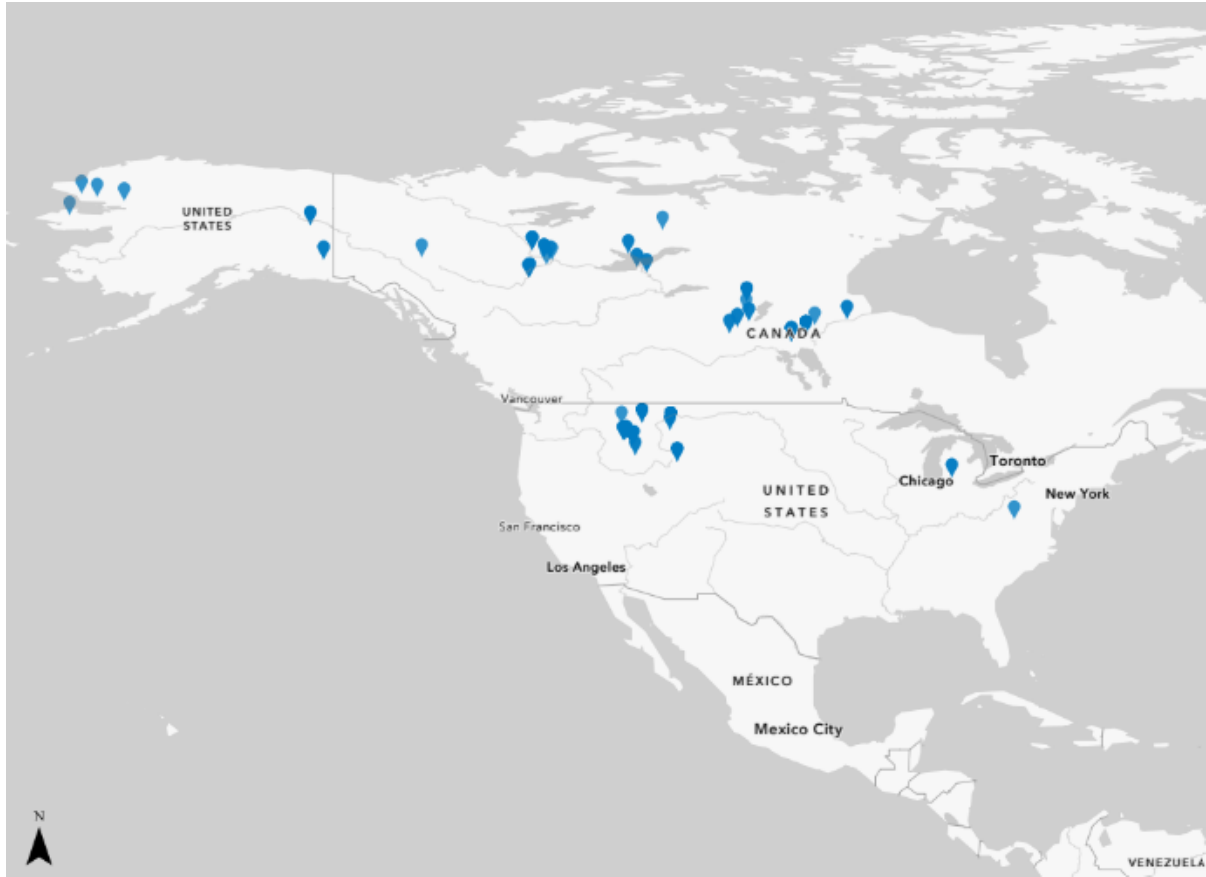 UNITED
STATES
CANADA
Vancouver
Toronto
Chicago
New York
UNITED
STATES
San Francisco
Los Angeles
MÉXICO
Mexico City
N
VENEZUELA